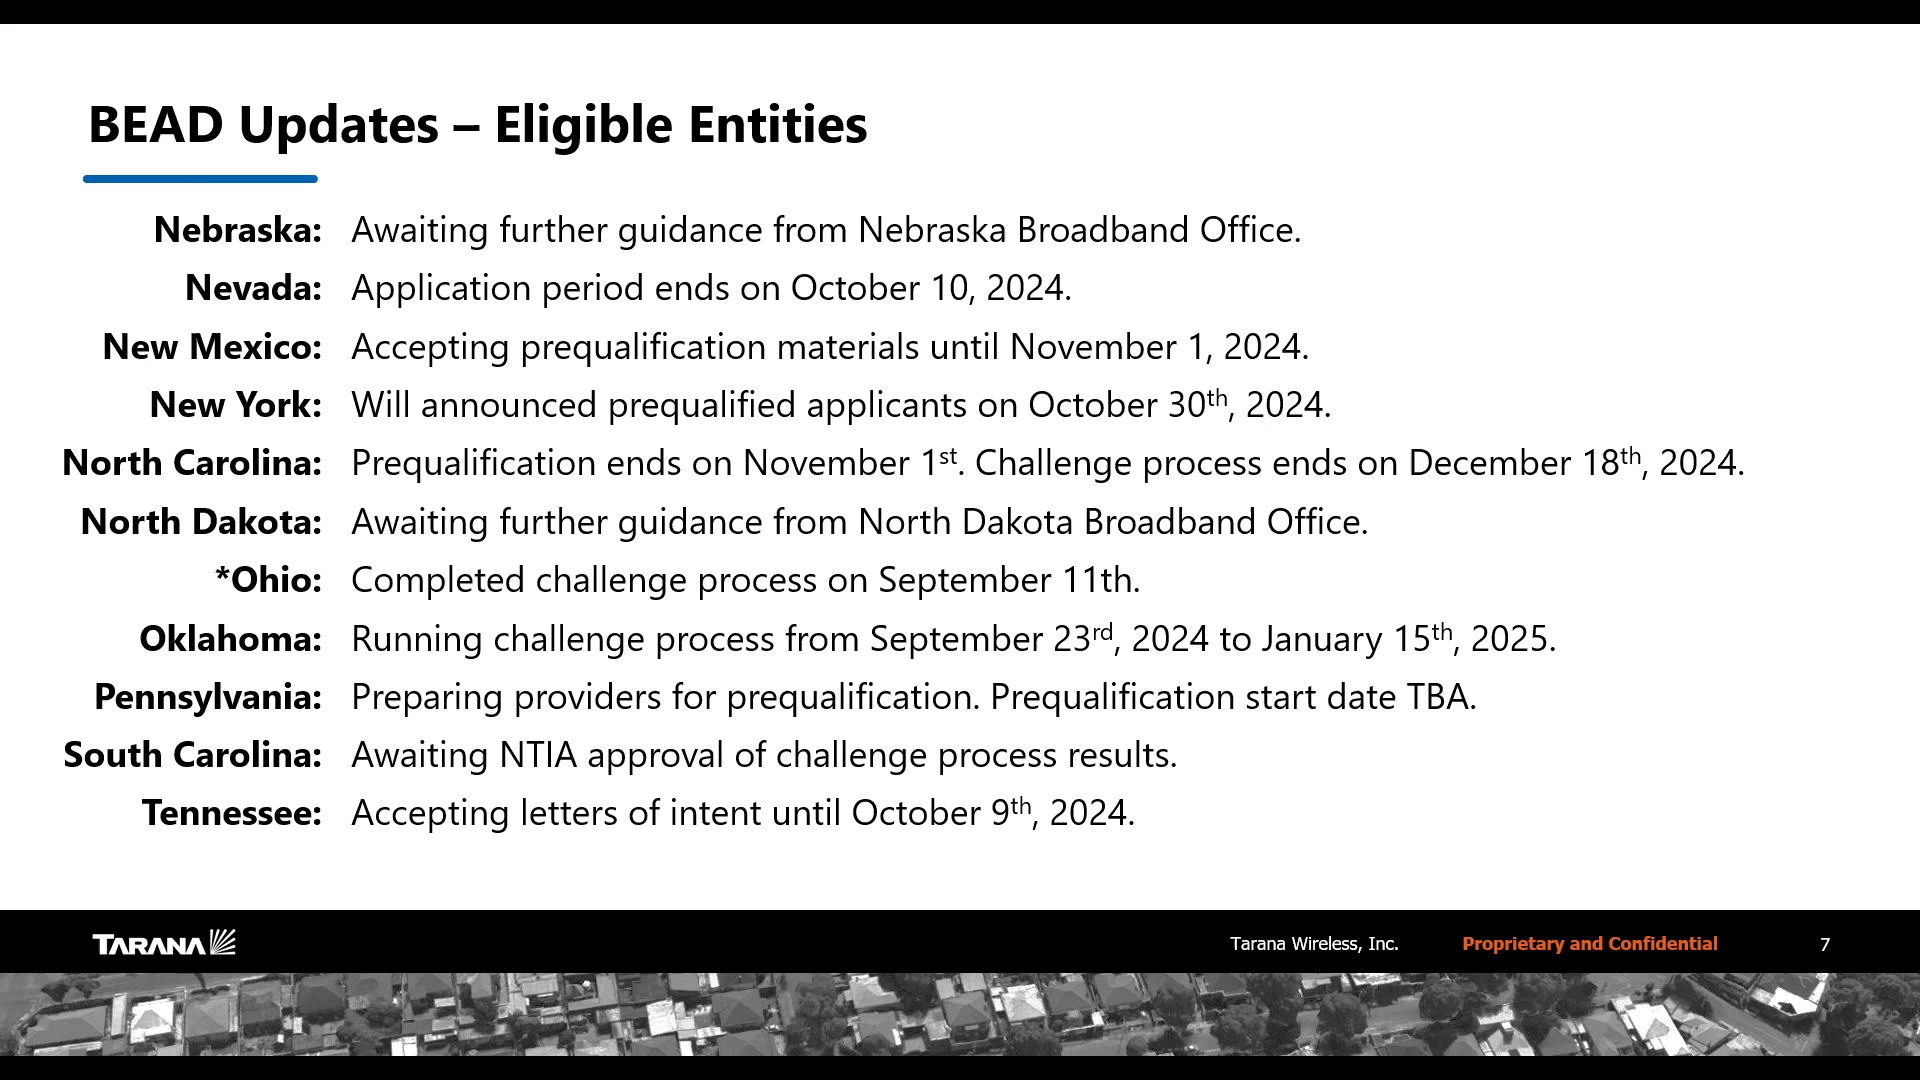 BEAD Updates – Eligible Entities
Nebraska: Awaiting further guidance from Nebraska Broadband Office.
Nevada: Application period ends on October 10, 2024.
New Mexico: Accepting prequalification materials until November 1, 2024.
New York: Will announced prequalified applicants on October 30th, 2024.
North Carolina: Prequalification ends on November 1st. Challenge process ends on December 18th, 2024.
North Dakota: Awaiting further guidance from North Dakota Broadband Office.
*Ohio: Completed challenge process on September 11th.
Oklahoma: Running challenge process from September 23rd, 2024 to January 15th, 2025.
Pennsylvania: Preparing providers for prequalification. Prequalification start date TBA.
South Carolina: Awaiting NTIA approval of challenge process results.
Tennessee: Accepting letters of intent until October 9th, 2024.
TARANA Tarana Wireless, Inc. Proprietary and Confidential 7